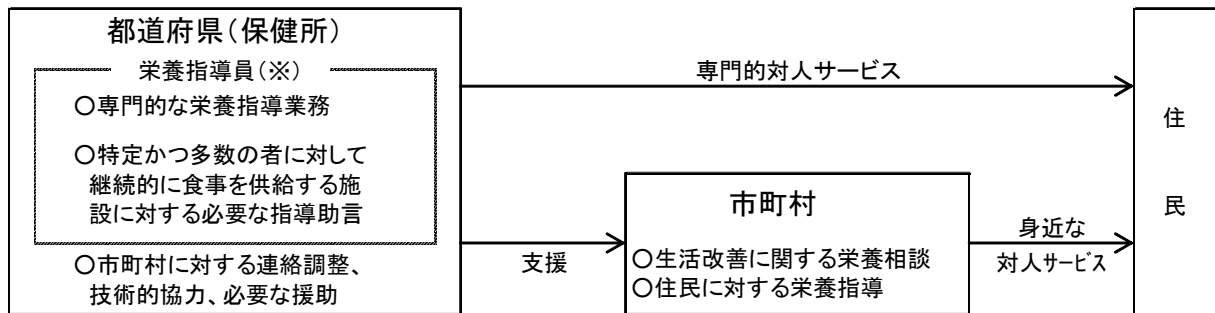 都道府県(保健所)
栄養指導員(※)
○専門的な栄養指導業務
○特定かつ多数の者に対して
継続的に食事を供給する施
設に対する必要な指導助言
○市町村に対する連絡調整、
技術的協力、必要な援助
専門的対人サービス
支援
市町村
○生活改善に関する栄養相談
○住民に対する栄養指導
身近な
対人サービス
住
民